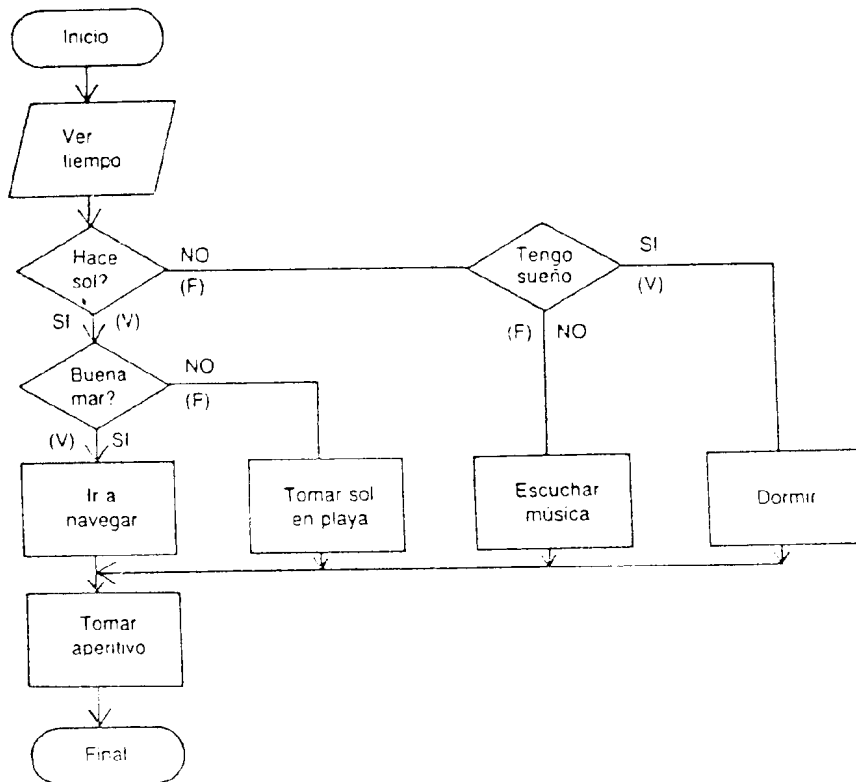 Inicio
Ver
tiempo
Hace
sol?
NO
(F)
SI
(V)
Tengo
sueño
SI
(V)
(F)
NO
Buena
mar?
NO
(F)
(V)
SI
Ir a
navegar
Tomar sol
en playa
Escuchar
música
Dormir
Tomar
aperitivo
Final